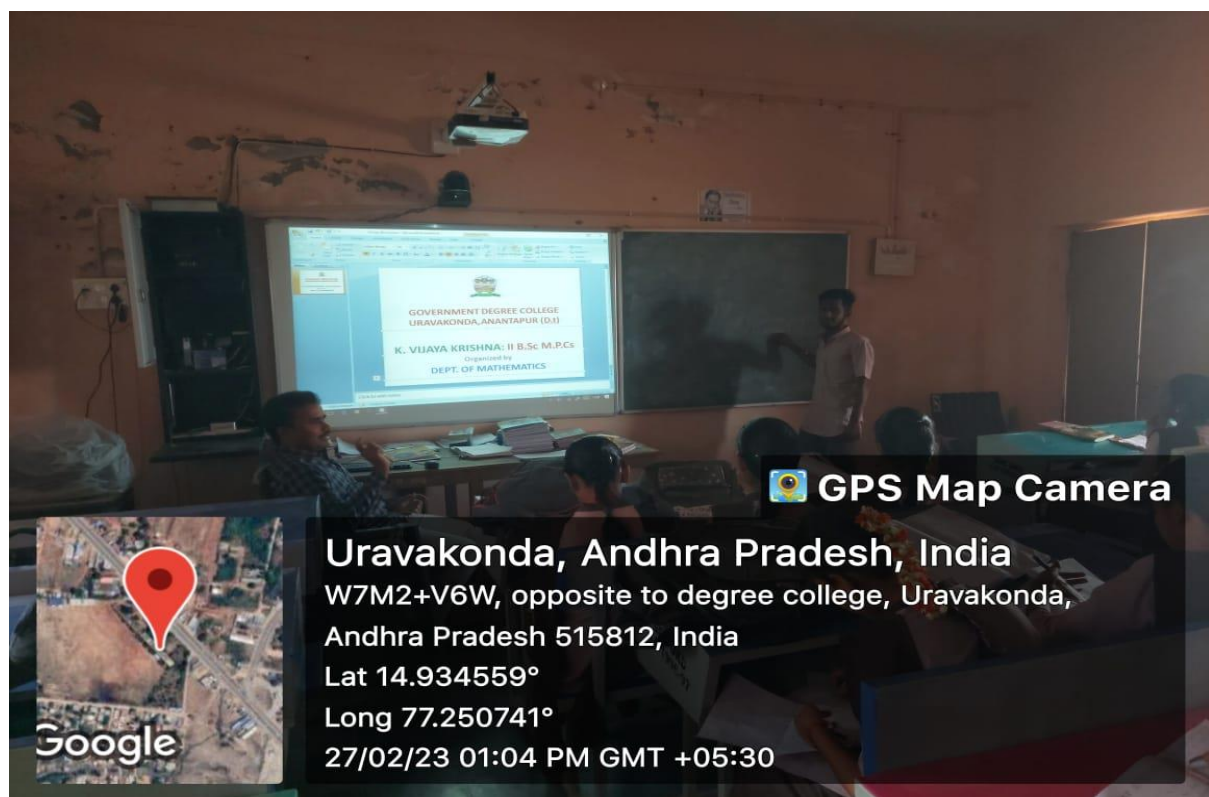 GOVERNMENT DEGREE COLLEGE
URAVAKONDA,ANANTAPUR (D.t)
K. VIJAYA KRISHNA: II B.Sc M.P.Cs
Organized by
DEPT. OF MATHEMATICS
GPS Map Camera
Uravakonda, Andhra Pradesh, India
W7M2+V6W, opposite to degree college, Uravakonda,
Andhra Pradesh 515812, India
Lat 14.934559°
Long 77.250741°
27/02/23 01:04 PM GMT +05:30
Google